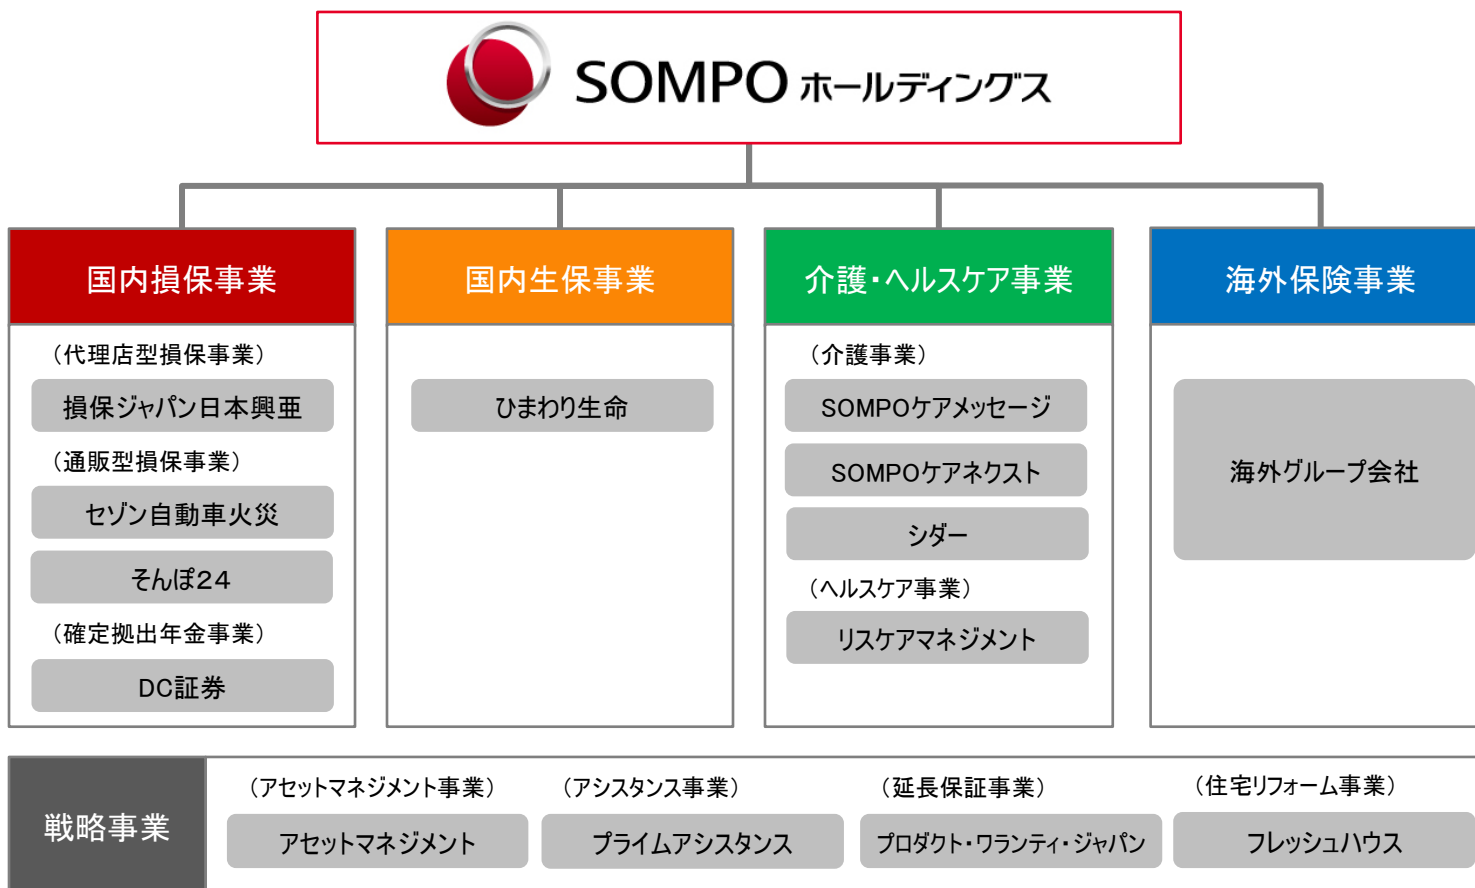 SOMPO ホールディングス
国内損保事業
（代理店型損保事業）
損保ジャパン日本興亜
（通販型損保事業）
セゾン自動車火災
そんぽ２４
（確定拠出年金事業）
DC証券
国内生保事業
ひまわり生命
介護・ヘルスケア事業
（介護事業）
SOMPOケアメッセージ
SOMPOケアネクスト
シダー
（ヘルスケア事業）
リスケアマネジメント
海外保険事業
海外グループ会社
戦略事業
（アセットマネジメント事業）
アセットマネジメント
（アシスタンス事業）
プライムアシスタンス
（延長保証事業）
プロダクト・ワランティ・ジャパン
（住宅リフォーム事業）
フレッシュハウス